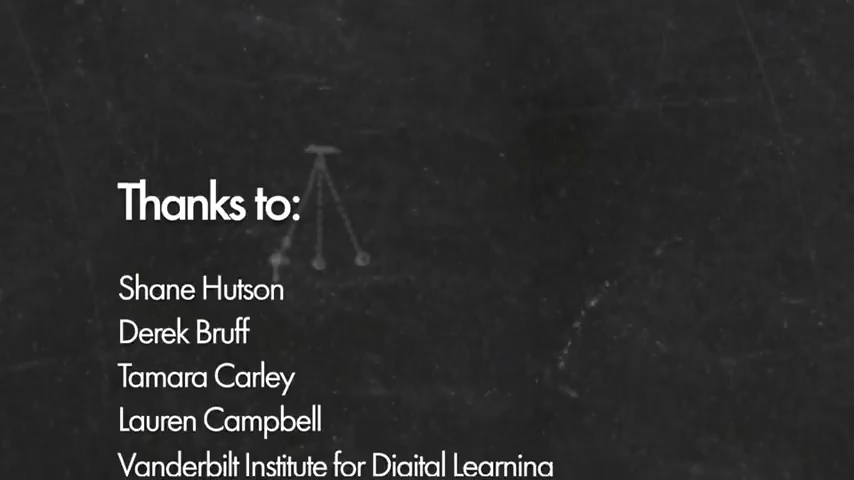 Thanks to:
Shane Hutson
Derek Bruff
Tamara Carley
Lauren Campbell
Vanderbilt Institute for Digital Learning